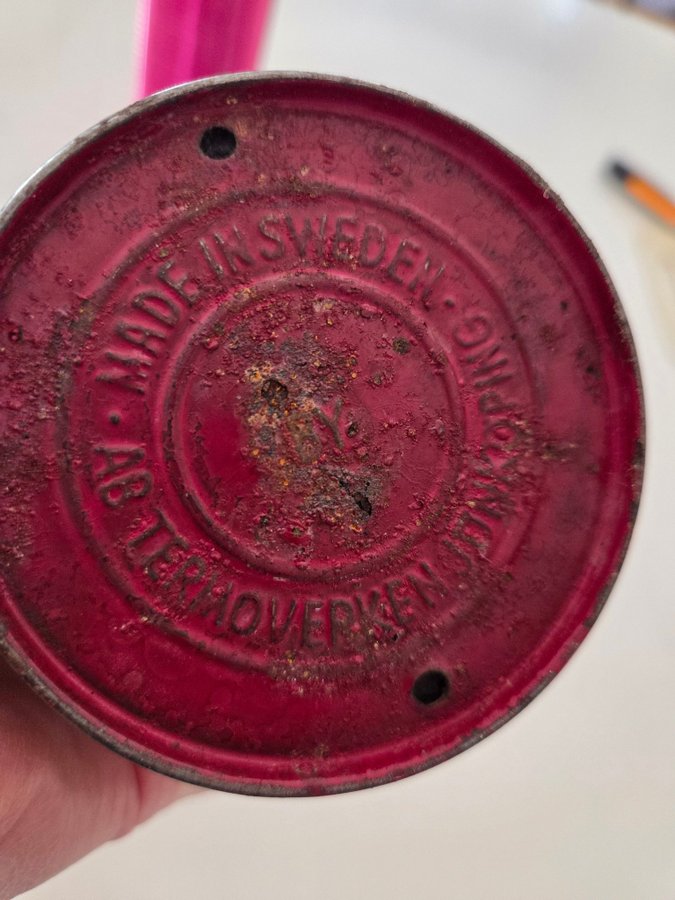 · MADE IN SWEDEN ·
AB TERMOVERKEN JÖNKÖPING